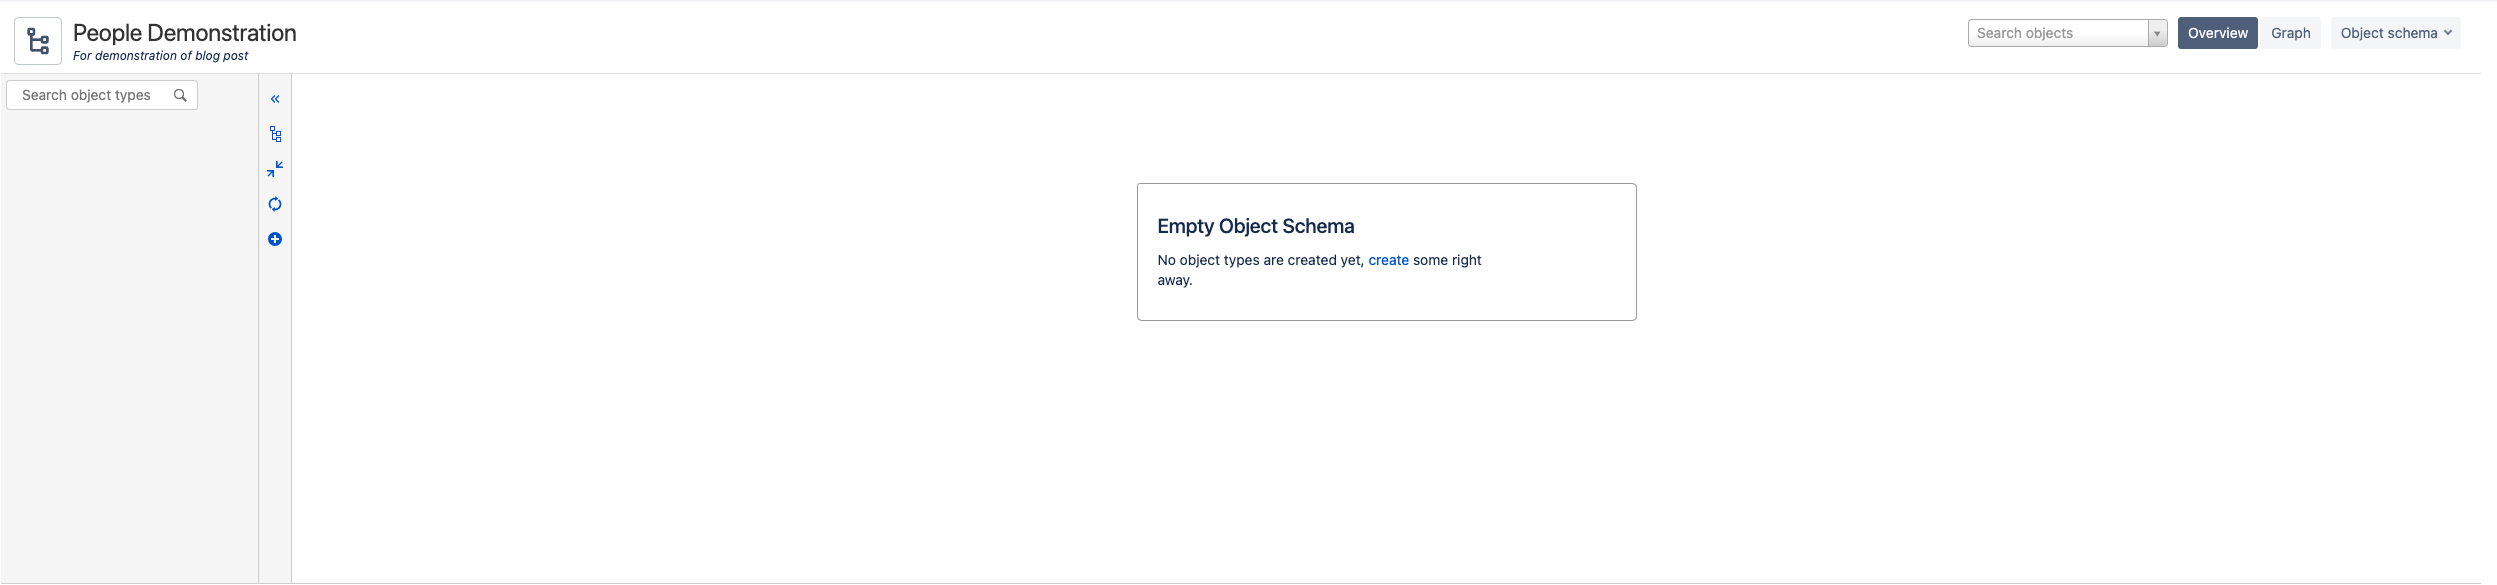 People Demonstration
For demonstration of blog post
Search objects
Overview
Graph
Object schema
Search object types
Empty Object Schema
No object types are created yet, create some right
away.